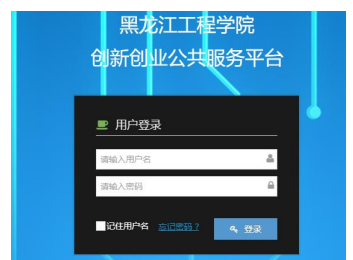 黑龙江工程学院
创新创业公共服务平台
用户登录
请输入用户名
请输入密码
记住用户名 忘记密码？ 登录